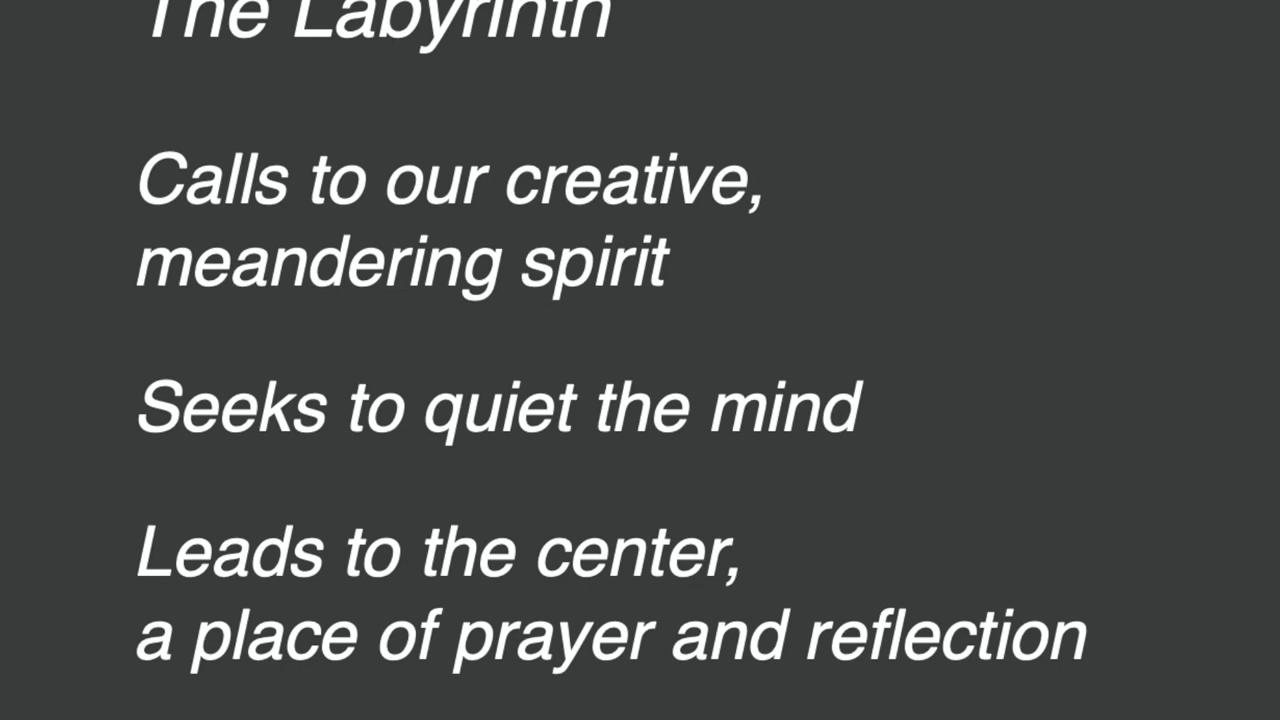 The Labyrinth
Calls to our creative,
meandering spirit
Seeks to quiet the mind
Leads to the center,
a place of prayer and reflection